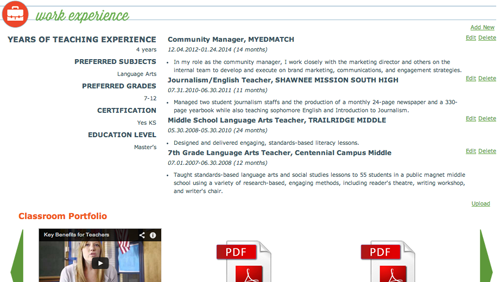 work experience
Add New
YEARS OF TEACHING EXPERIENCE
4 years
PREFERRED SUBJECTS
Language Arts
PREFERRED GRADES
7-12
CERTIFICATION
Yes KS
EDUCATION LEVEL
Master's
Community Manager, MYEDMATCH
Edit Delete
12.04.2012-01.24.2014 (14 months)
• In my role as the community manager, I work closely with the marketing director and others on the
internal team to develop and execute on brand marketing, communications, and engagement strategies.
Journalism/English Teacher, SHAWNEE MISSION SOUTH HIGH
Edit Delete
07.31.2010-06.30.2011 (11 months)
• Managed two student journalism staffs and the production of a monthly 24-page newspaper and a 330-
page yearbook while also teaching sophomore English and Introduction to Journalism.
Middle School Language Arts Teacher, TRAILRIDGE MIDDLE
Edit Delete
05.30.2008-05.30.2010 (24 months)
• Designed and delivered engaging, standards-based literacy lessons.
7th Grade Language Arts Teacher, Centennial Campus Middle
Edit Delete
07.01.2007-06.30.2008 (12 months)
• Taught standards-based language arts and social studies lessons to 55 students in a public magnet middle
school using a variety of research-based, engaging methods, including reader's theatre, writing workshop,
and writer's chair.
Upload
Classroom Portfolio
Key Benefits for Teachers
PDF
PDF